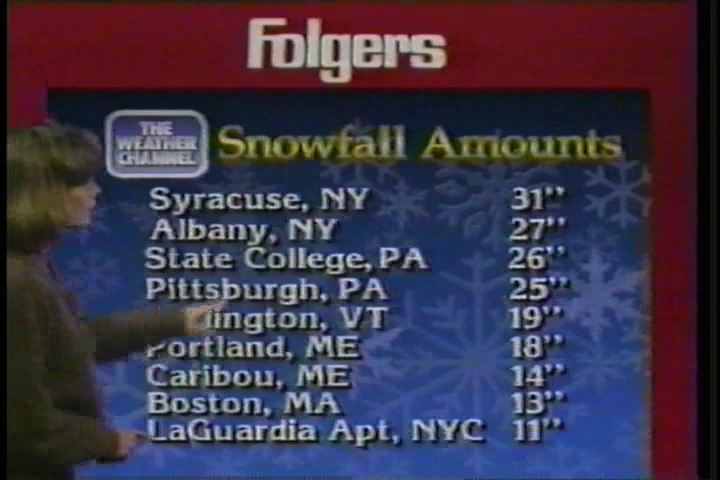 Folgers
THE
WEATHER
CHANNEL
Snowfall Amounts
Syracuse, NY 31"
Albany, NY 27"
State College, PA 26"
Pittsburgh, PA 25"
lington, VT 19"
Portland, ME 18"
Caribou, ME 14"
Boston, MA 13"
LaGuardia Apt, NYC 11"